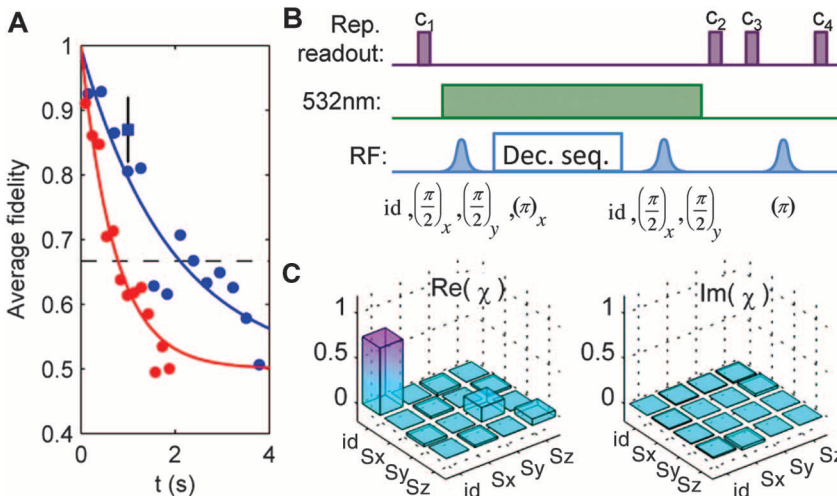 A
Average fidelity
1
0.9
0.8
0.7
0.6
0.5
0.4
0 2 4
t (s)
B
Rep. readout:
c1 c2 c3 c4
532nm:
RF:
Dec. seq.
id ,(π/2)x ,(π/2)y ,(π)x
id ,(π/2)x ,(π/2)y
(π)
C
Re( χ )
1
0.5
0
id
Sx
Sy
Sz
id
Sx
Sy
Sz
Im( χ )
1
0.5
0
id
Sx
Sy
Sz
id
Sx
Sy
Sz